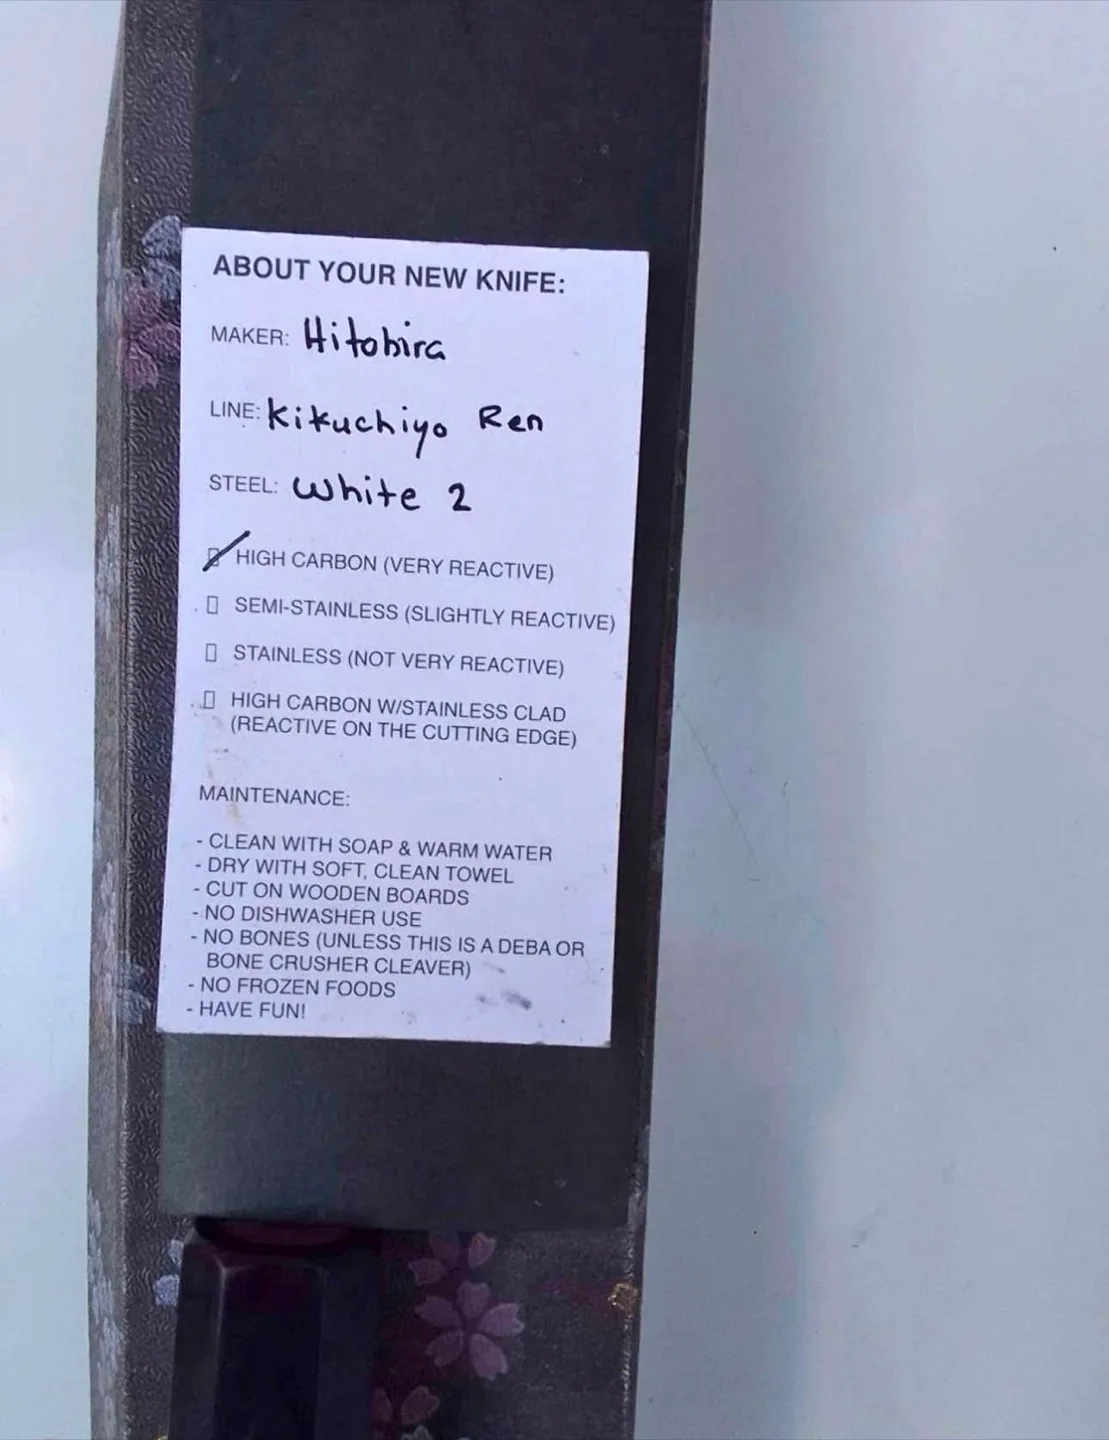 ABOUT YOUR NEW KNIFE:
MAKER: Hitohira
LINE: Kikuchiyo Ren
STEEL: White 2
HIGH CARBON (VERY REACTIVE)
SEMI-STAINLESS (SLIGHTLY REACTIVE)
STAINLESS (NOT VERY REACTIVE)
HIGH CARBON W/STAINLESS CLAD
(REACTIVE ON THE CUTTING EDGE)
MAINTENANCE:
- CLEAN WITH SOAP & WARM WATER
- DRY WITH SOFT, CLEAN TOWEL
- CUT ON WOODEN BOARDS
- NO DISHWASHER USE
- NO BONES (UNLESS THIS IS A DEBA OR
BONE CRUSHER CLEAVER)
- NO FROZEN FOODS
- HAVE FUN!